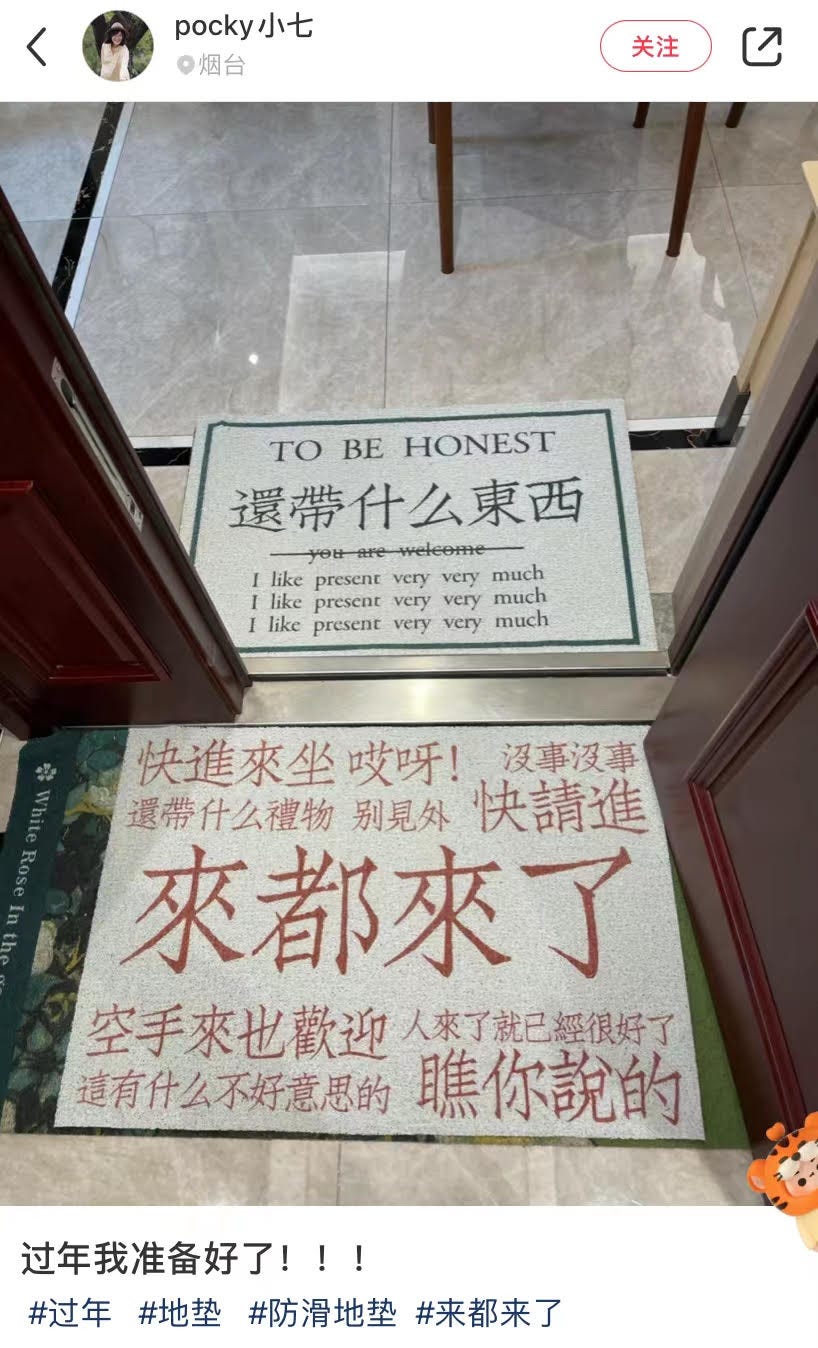 pocky小七
烟台
关注
TO BE HONEST
還帶什么東西
you are welcome
I like present very very much
I like present very very much
I like present very very much
快進來坐 哎呀! 沒事沒事
還帶什么禮物 别見外 快請進
來都來了
空手來也歡迎 人來了就已經很好了
這有什么不好意思的 瞧你說的
White Rose In the
过年我准备好了！！！
#过年 #地垫 #防滑地垫 #来都来了